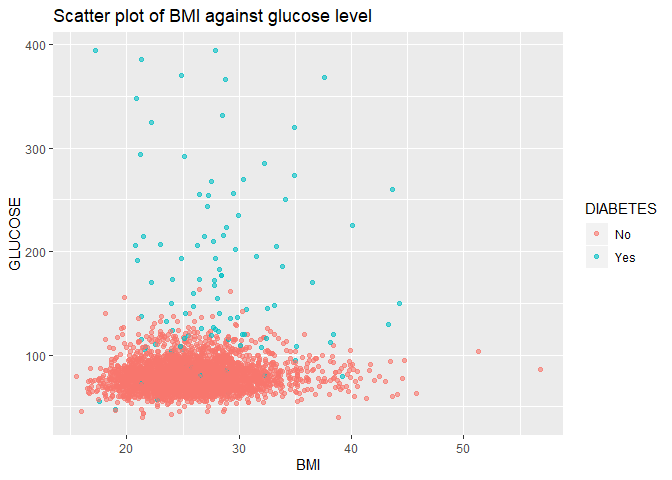 Scatter plot of BMI against glucose level
400
300
200
100
GLUCOSE
20
30
40
50
BMI
DIABETES
No
Yes